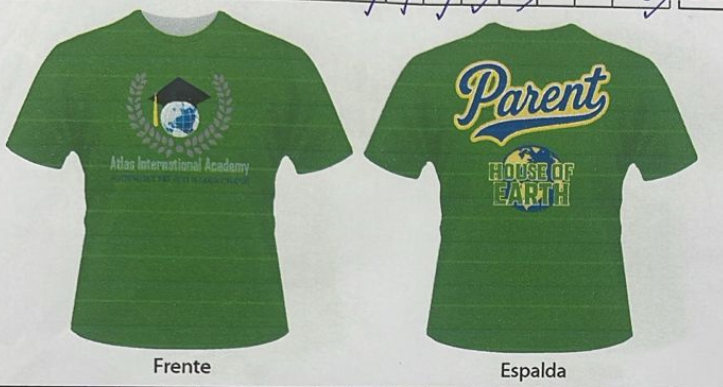 Atlas International Academy
Parent
HOUSE OF
EARTH
Frente
Espalda